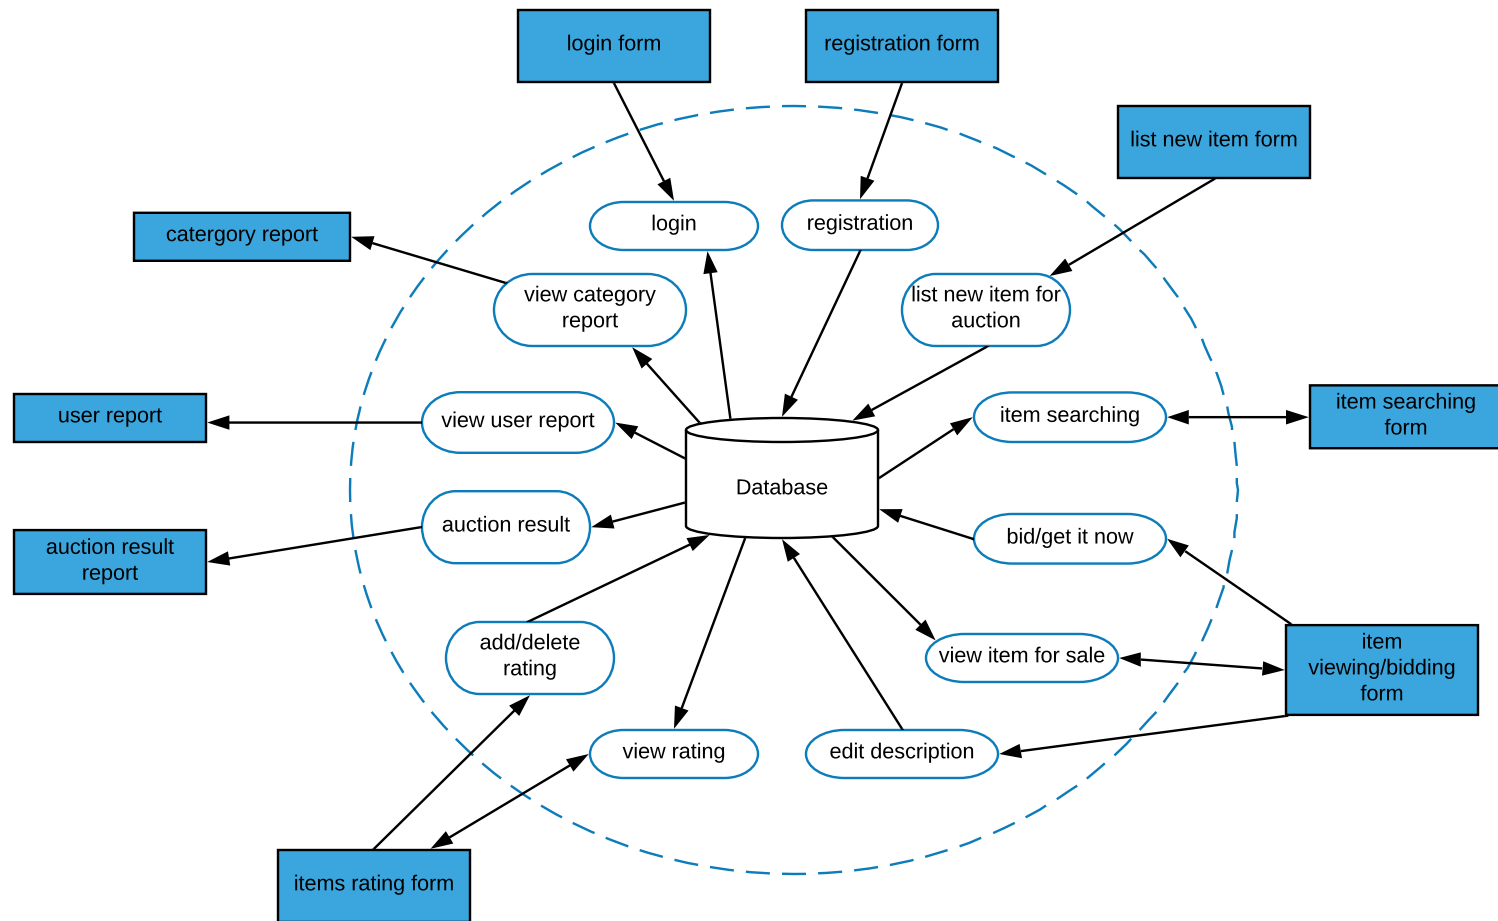 login form
registration form
list new item form
login
registration
catergory report
view category
report
list new item for
auction
user report
view user report
item searching
item searching
form
Database
auction result
auction result
report
bid/get it now
add/delete
rating
view item for sale
item
viewing/bidding
form
view rating
edit description
items rating form